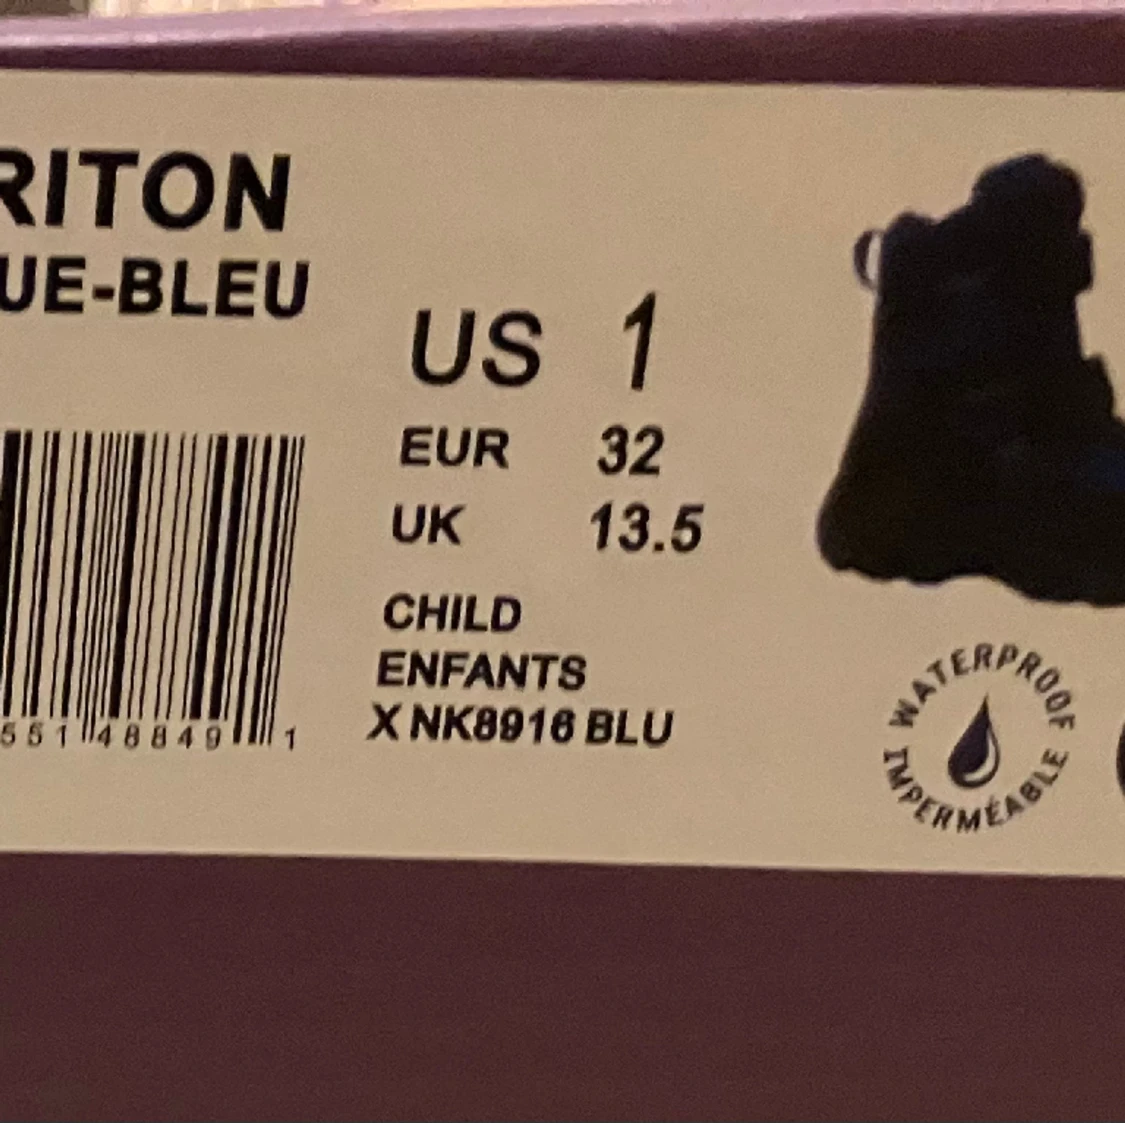 RITON
UE-BLEU
US 1
EUR 32
UK 13.5
CHILD
ENFANTS
X NK8916 BLU
551 48849 1
WATERPROOF
IMPERMÉABLE